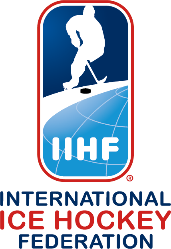 IIHF
®
INTERNATIONAL
ICE HOCKEY
FEDERATION